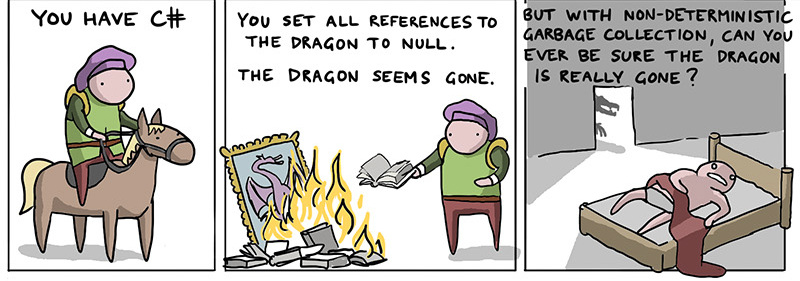 YOU HAVE C#
YOU SET ALL REFERENCES TO
THE DRAGON TO NULL.
THE DRAGON SEEMS GONE.
BUT WITH NON-DETERMINISTIC
GARBAGE COLLECTION, CAN YOU
EVER BE SURE THE DRAGON
IS REALLY GONE?